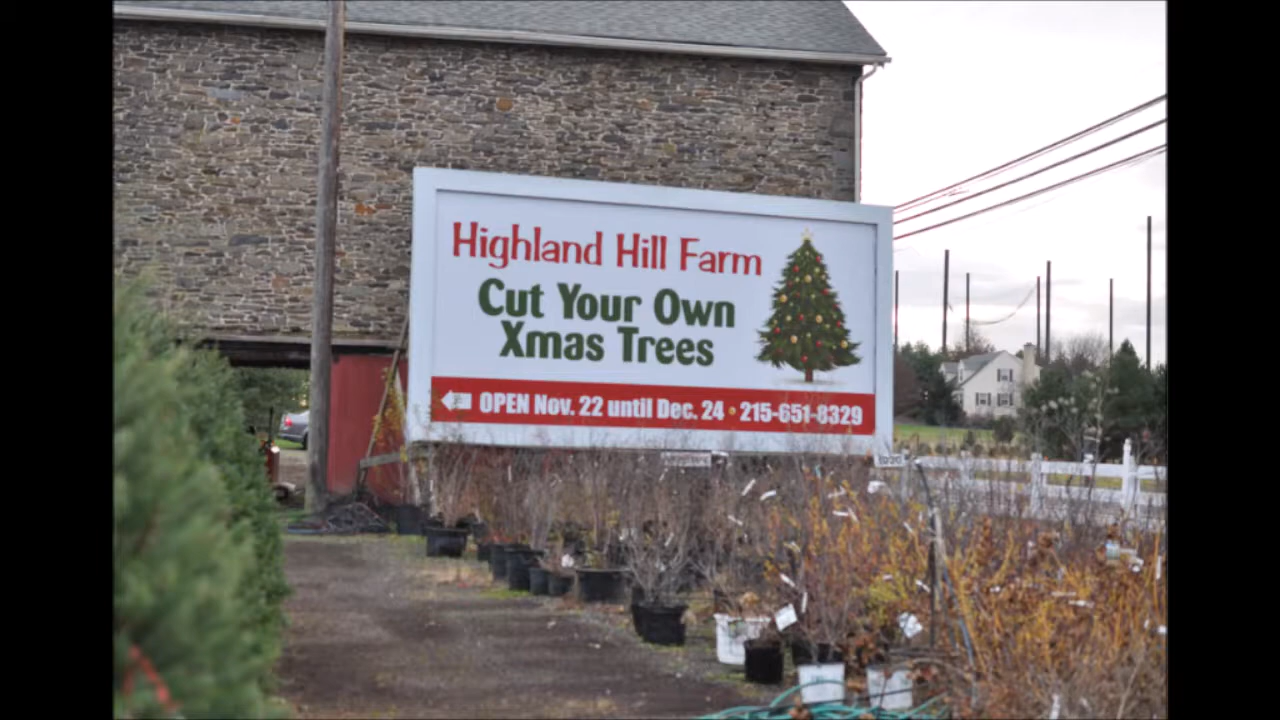 Highland Hill Farm
Cut Your Own
Xmas Trees
OPEN Nov. 22 until Dec. 24 • 215-651-8329